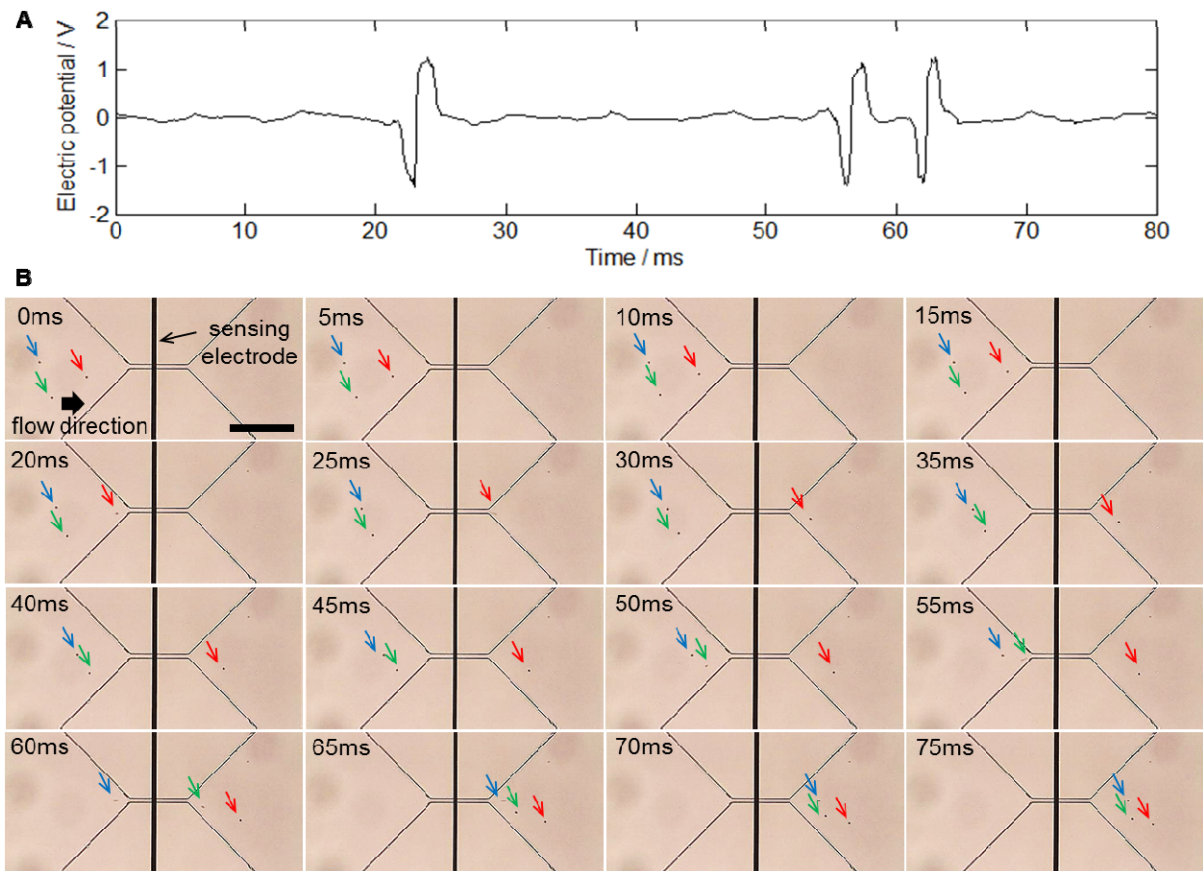 A
Electric potential / V
2
1
0
-1
-2
0 10 20 30 40 50 60 70 80
Time / ms
B
0ms
sensing
electrode
flow direction
5ms
10ms
15ms
20ms
25ms
30ms
35ms
40ms
45ms
50ms
55ms
60ms
65ms
70ms
75ms